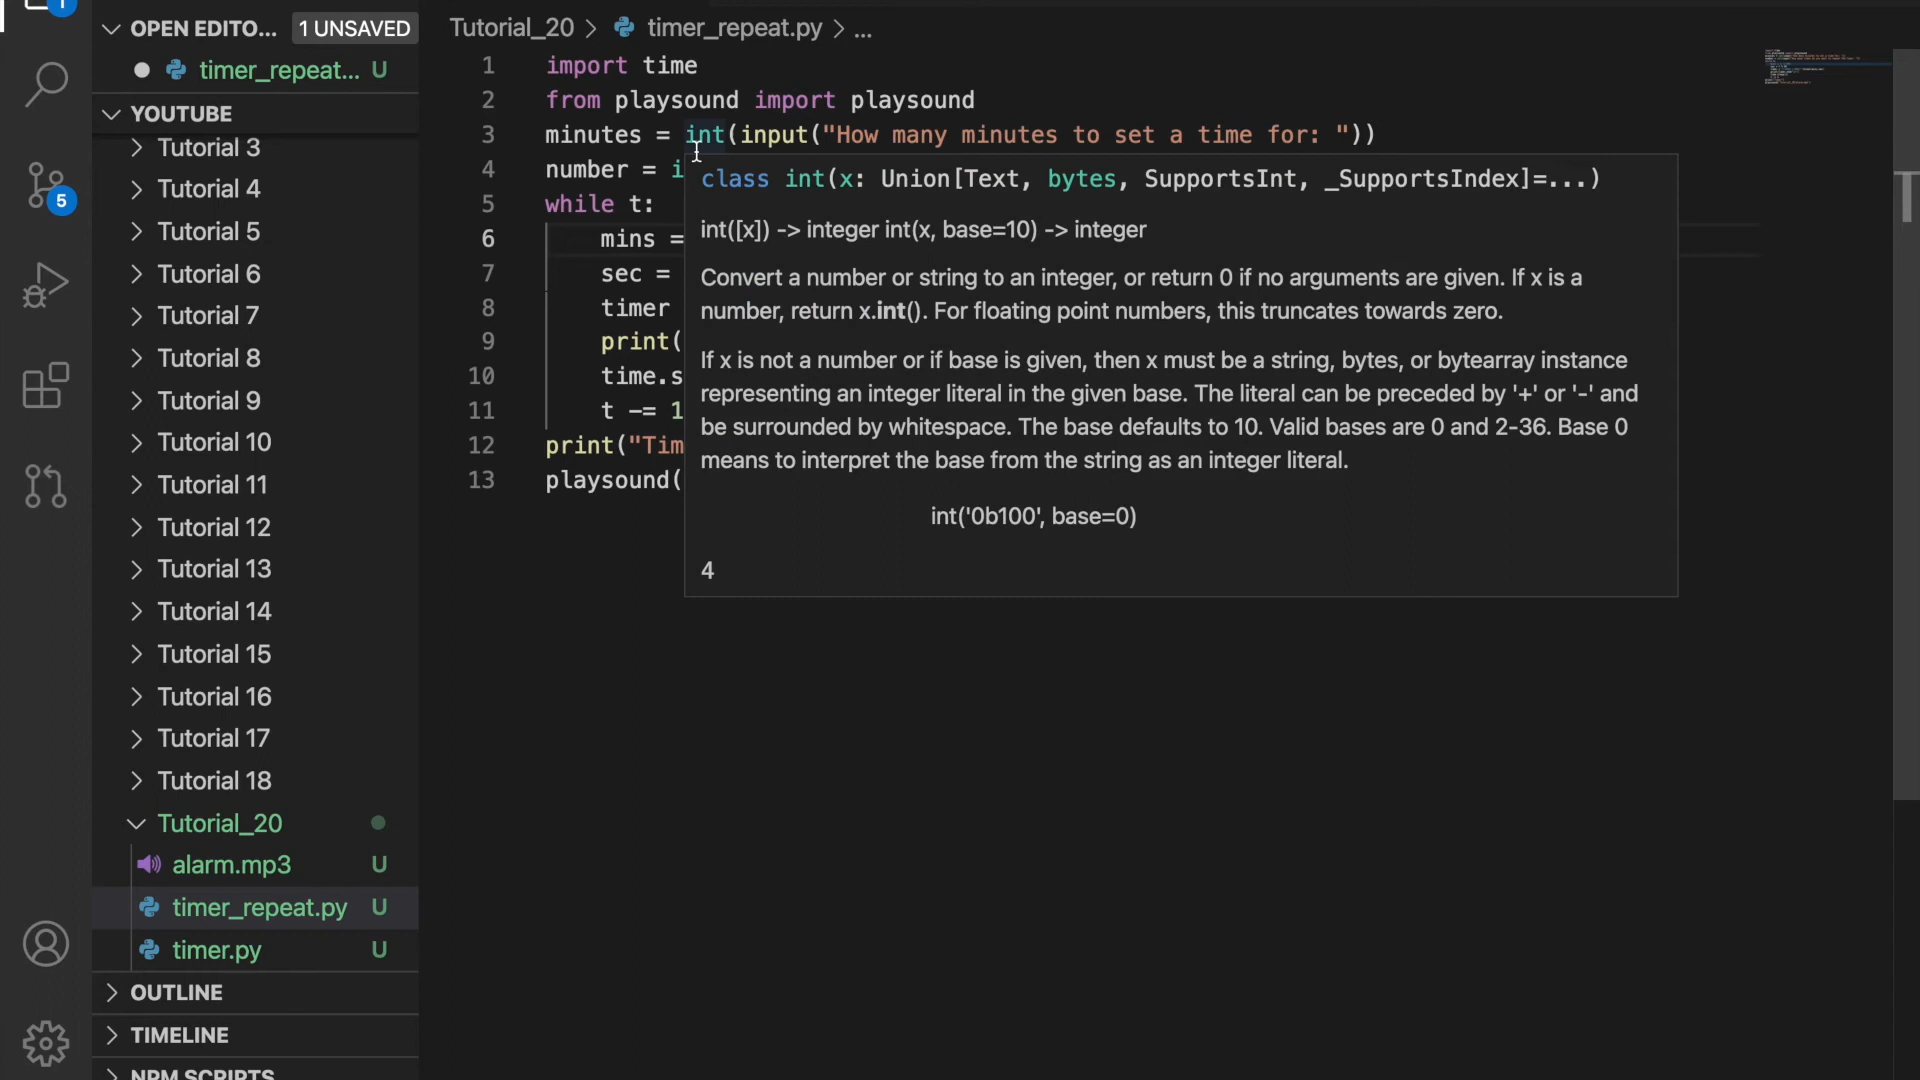 1
OPEN EDITO... 1 UNSAVED
timer_repeat... U
YOUTUBE
Tutorial 3
Tutorial 4
Tutorial 5
Tutorial 6
Tutorial 7
Tutorial 8
Tutorial 9
Tutorial 10
Tutorial 11
Tutorial 12
Tutorial 13
Tutorial 14
Tutorial 15
Tutorial 16
Tutorial 17
Tutorial 18
Tutorial_20
alarm.mp3 U
timer_repeat.py U
timer.py U
OUTLINE
TIMELINE
NPM SCRIPTS
5
Tutorial_20 > timer_repeat.py > ...
1 import time
2 from playsound import playsound
3 minutes = int(input("How many minutes to set a time for: "))
4 number = i
5 while t:
6 mins =
7 sec =
8 timer
9 print(
10 time.s
11 t -= 1
12 print("Tim
13 playsound(
class int(x: Union[Text, bytes, SupportsInt, _SupportsIndex]=...)
int([x]) -> integer int(x, base=10) -> integer
Convert a number or string to an integer, or return 0 if no arguments are given. If x is a
number, return x.int(). For floating point numbers, this truncates towards zero.
If x is not a number or if base is given, then x must be a string, bytes, or bytearray instance
representing an integer literal in the given base. The literal can be preceded by '+' or '-' and
be surrounded by whitespace. The base defaults to 10. Valid bases are 0 and 2-36. Base 0
means to interpret the base from the string as an integer literal.
int('0b100', base=0)
4